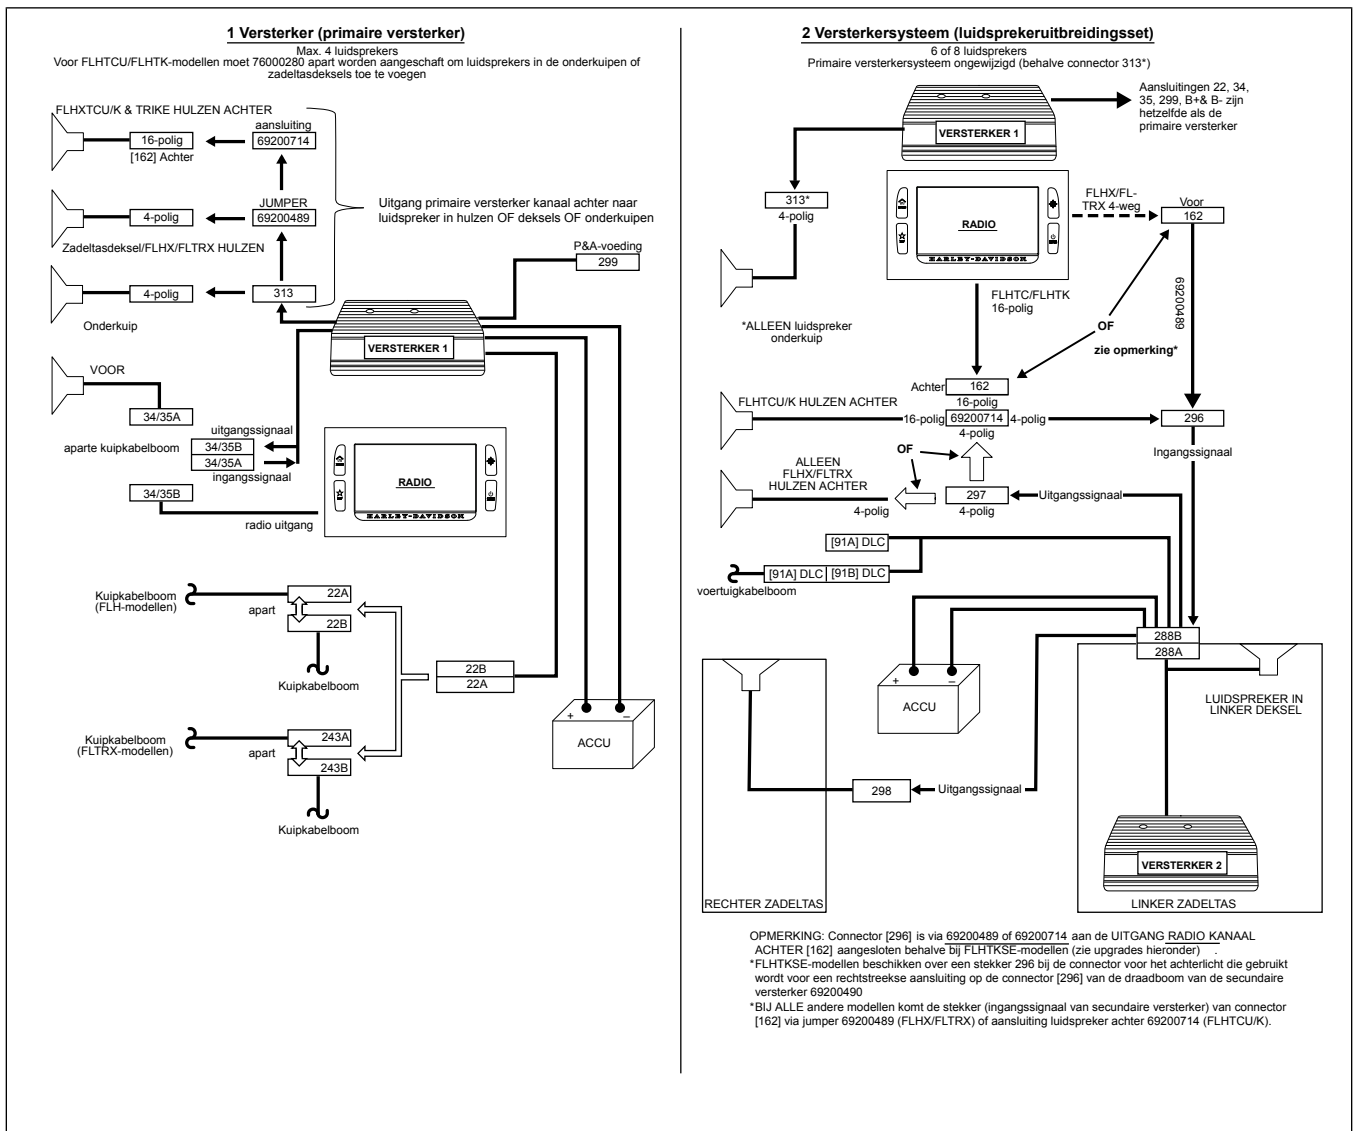 1 Versterker (primaire versterker)
Max. 4 luidsprekers
Voor FLHTCU/FLHTK-modellen moet 76000280 apart worden aangeschaft om luidsprekers in de onderkuipen of
zadeltasdeksels toe te voegen
FLHXTCU/K & TRIKE HULZEN ACHTER
16-polig
[162] Achter
aansluiting
69200714
4-polig
JUMPER
69200489
Zadeltasdeksel/FLHX/FLTRX HULZEN
4-polig
313
Onderkuip
Uitgang primaire versterker kanaal achter naar
luidspreker in hulzen OF deksels OF onderkuipen
P&A-voeding
299
VERSTERKER 1
VOOR
34/35A
uitgangssignaal
aparte kuipkabelboom
34/35B
34/35A
ingangssignaal
34/35B
radio uitgang
RADIO
HARLEY-DAVIDSON
Kuipkabelboom
(FLH-modellen)
apart
22A
22B
Kuipkabelboom
22B
22A
Kuipkabelboom
(FLTRX-modellen)
apart
243A
243B
Kuipkabelboom
+ –
ACCU
2 Versterkersysteem (luidsprekeruitbreidingsset)
6 of 8 luidsprekers
Primaire versterkersysteem ongewijzigd (behalve connector 313*)
VERSTERKER 1
Aansluitingen 22, 34,
35, 299, B+& B- zijn
hetzelfde als de
primaire versterker
313*
4-polig
*ALLEEN luidspreker
onderkuip
RADIO
HARLEY-DAVIDSON
FLHX/FL-
TRX 4-weg
Voor
162
69200489
FLHTC/FLHTK
16-polig
OF
zie opmerking*
Achter
162
16-polig
FLHTCU/K HULZEN ACHTER
16-polig
69200714
4-polig
4-polig
296
Ingangssignaal
OF
ALLEEN
FLHX/FLTRX
HULZEN ACHTER
4-polig
297
4-polig
Uitgangssignaal
[91A] DLC
[91A] DLC
[91B] DLC
voertuigkabelboom
288B
288A
+ –
ACCU
LUIDSPREKER IN
LINKER DEKSEL
298
Uitgangssignaal
VERSTERKER 2
RECHTER ZADELTAS
LINKER ZADELTAS
OPMERKING: Connector [296] is via 69200489 of 69200714 aan de UITGANG RADIO KANAAL
ACHTER [162] aangesloten behalve bij FLHTKSE-modellen (zie upgrades hieronder) .
*FLHTKSE-modellen beschikken over een stekker 296 bij de connector voor het achterlicht die gebruikt
wordt voor een rechtstreekse aansluiting op de connector [296] van de draadboom van de secundaire
versterker 69200490
*BIJ ALLE andere modellen komt de stekker (ingangssignaal van secundaire versterker) van connector
[162] via jumper 69200489 (FLHX/FLTRX) of aansluiting luidspreker achter 69200714 (FLHTCU/K).